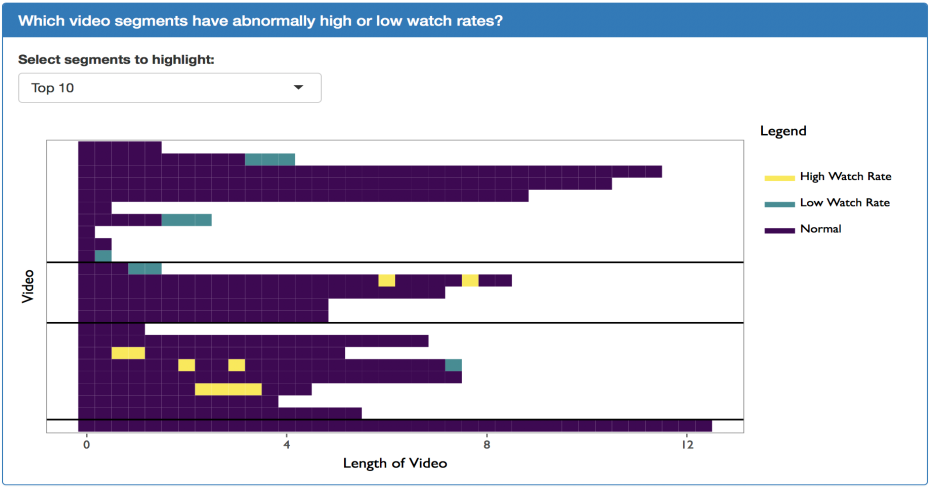 Which video segments have abnormally high or low watch rates?
Select segments to highlight:
Top 10
Legend
High Watch Rate
Low Watch Rate
Normal
Video
0 4 8 12
Length of Video